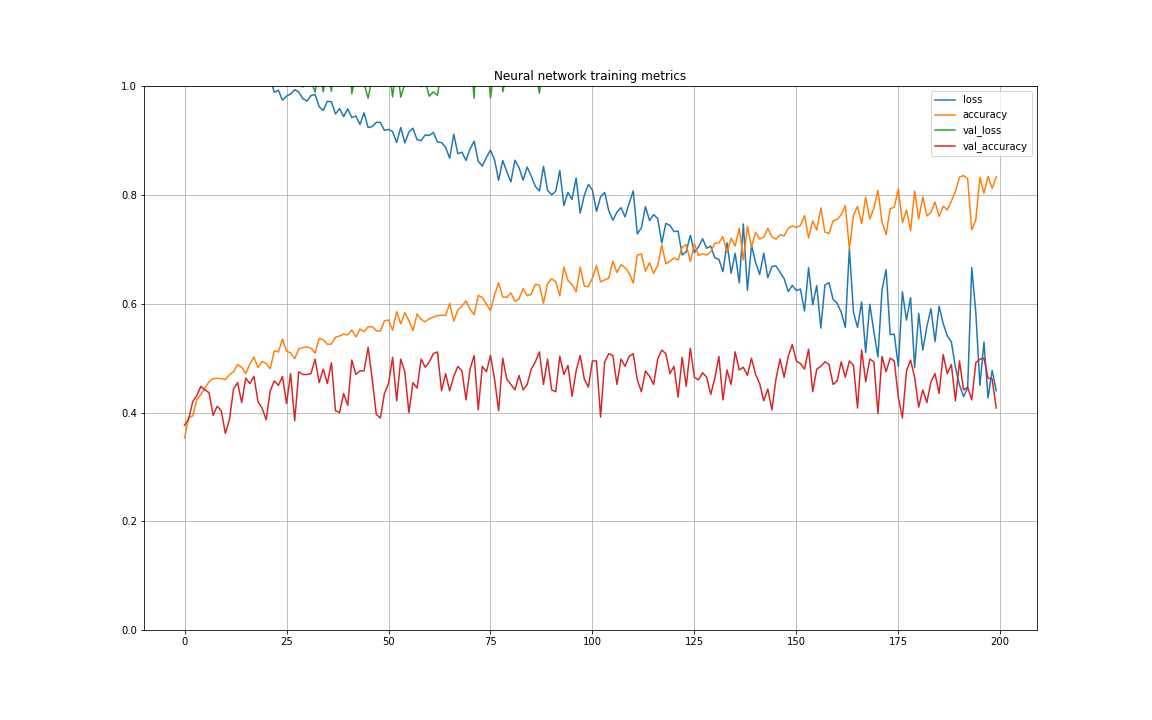 Neural network training metrics
1.0
0.8
0.6
0.4
0.2
0.0
0 25 50 75 100 125 150 175 200
loss
accuracy
val_loss
val_accuracy